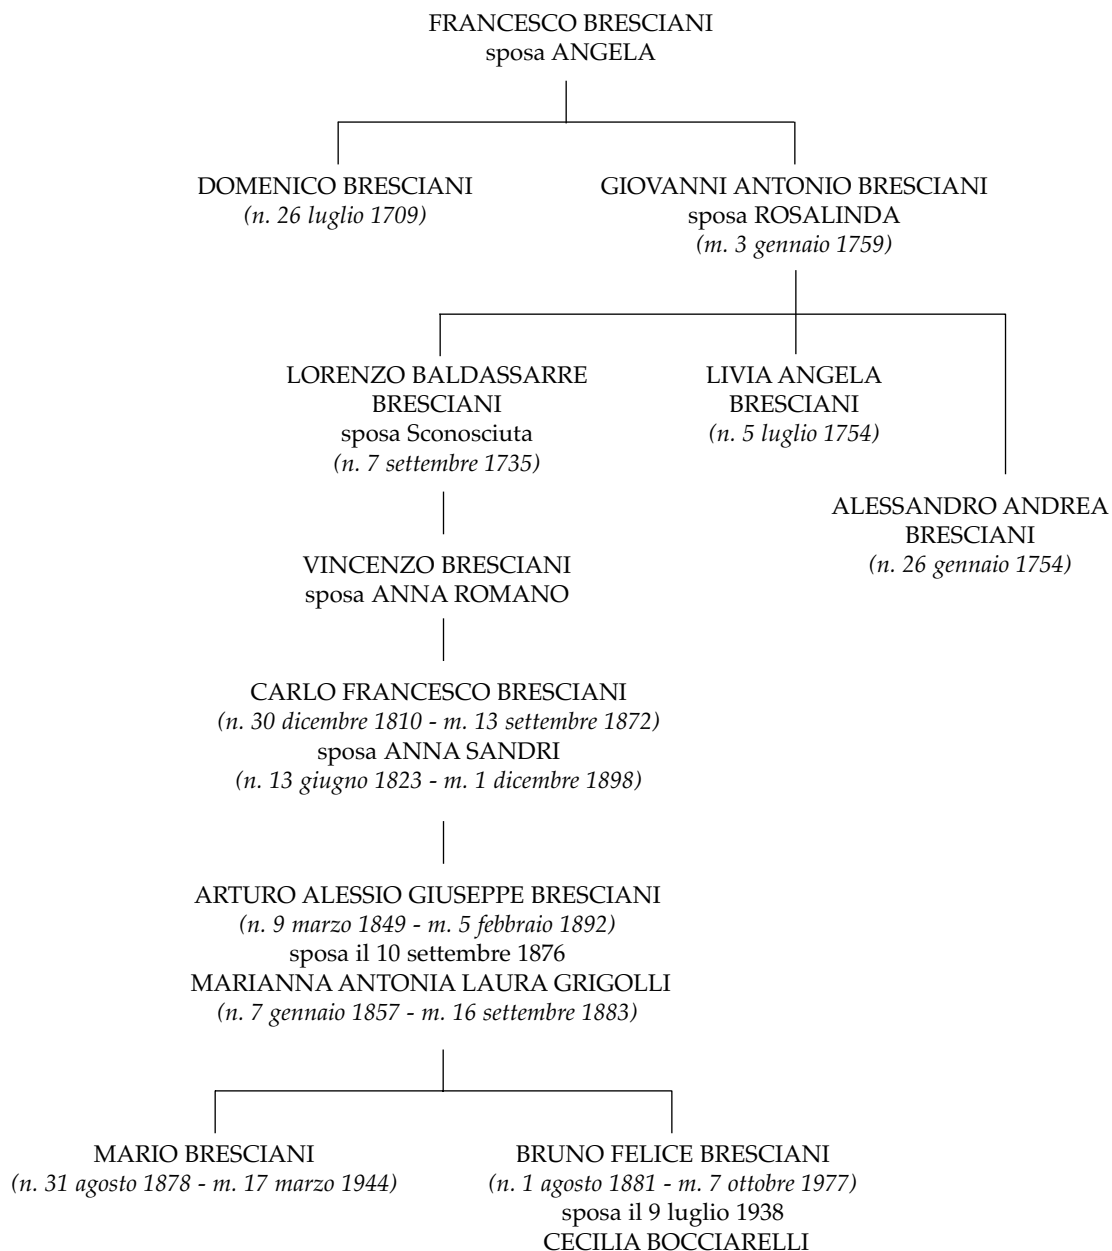 FRANCESCO BRESCIANI
sposa ANGELA
DOMENICO BRESCIANI
(n. 26 luglio 1709)
GIOVANNI ANTONIO BRESCIANI
sposa ROSALINDA
(m. 3 gennaio 1759)
LORENZO BALDASSARRE
BRESCIANI
sposa Sconosciuta
(n. 7 settembre 1735)
LIVIA ANGELA
BRESCIANI
(n. 5 luglio 1754)
ALESSANDRO ANDREA
BRESCIANI
(n. 26 gennaio 1754)
VINCENZO BRESCIANI
sposa ANNA ROMANO
CARLO FRANCESCO BRESCIANI
(n. 30 dicembre 1810 - m. 13 settembre 1872)
sposa ANNA SANDRI
(n. 13 giugno 1823 - m. 1 dicembre 1898)
ARTURO ALESSIO GIUSEPPE BRESCIANI
(n. 9 marzo 1849 - m. 5 febbraio 1892)
sposa il 10 settembre 1876
MARIANNA ANTONIA LAURA GRIGOLLI
(n. 7 gennaio 1857 - m. 16 settembre 1883)
MARIO BRESCIANI
(n. 31 agosto 1878 - m. 17 marzo 1944)
BRUNO FELICE BRESCIANI
(n. 1 agosto 1881 - m. 7 ottobre 1977)
sposa il 9 luglio 1938
CECILIA BOCCIARELLI